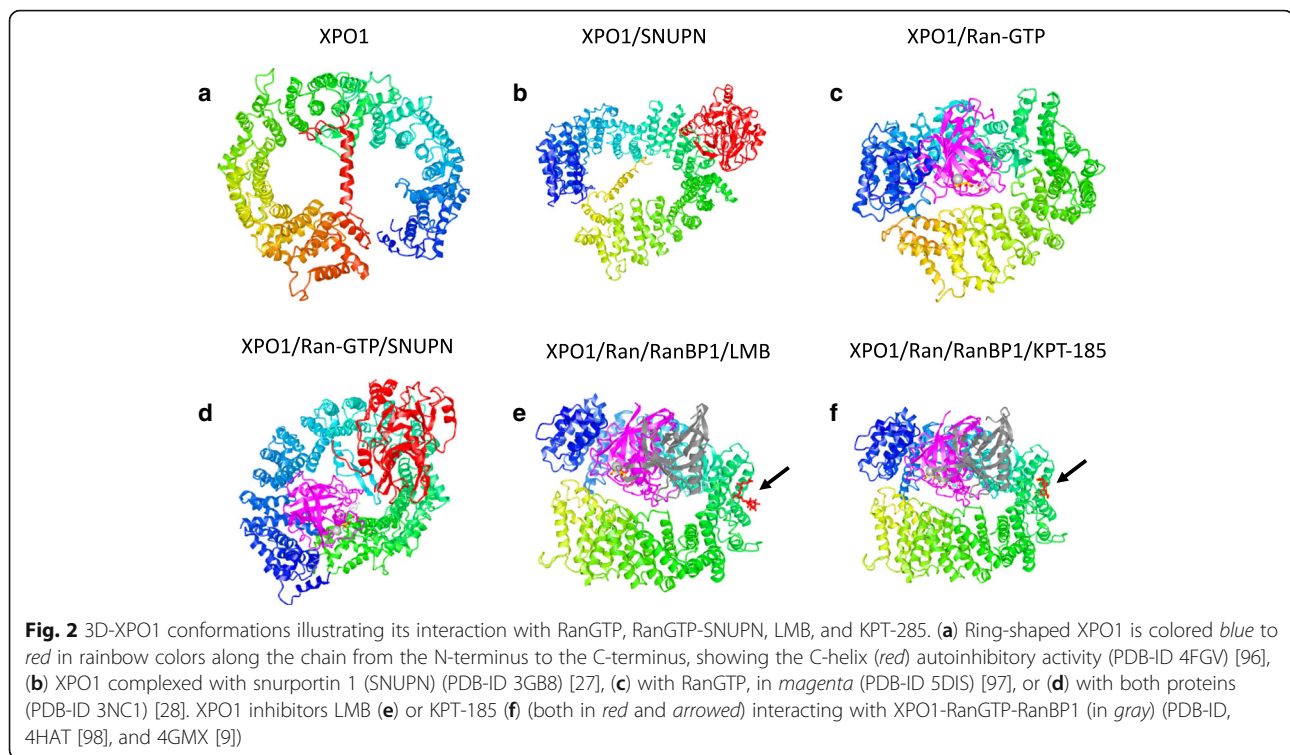 XPO1
XPO1/SNUPN
XPO1/Ran-GTP
a
b
c
XPO1/Ran-GTP/SNUPN
XPO1/Ran/RanBP1/LMB
XPO1/Ran/RanBP1/KPT-185
d
e
f
Fig. 2 3D-XPO1 conformations illustrating its interaction with RanGTP, RanGTP-SNUPN, LMB, and KPT-285. (a) Ring-shaped XPO1 is colored blue to
red in rainbow colors along the chain from the N-terminus to the C-terminus, showing the C-helix (red) autoinhibitory activity (PDB-ID 4FGV) [96],
(b) XPO1 complexed with snurportin 1 (SNUPN) (PDB-ID 3GB8) [27], (c) with RanGTP, in magenta (PDB-ID 5DIS) [97], or (d) with both proteins
(PDB-ID 3NC1) [28]. XPO1 inhibitors LMB (e) or KPT-185 (f) (both in red and arrowed) interacting with XPO1-RanGTP-RanBP1 (in gray) (PDB-ID,
4HAT [98], and 4GMX [9])